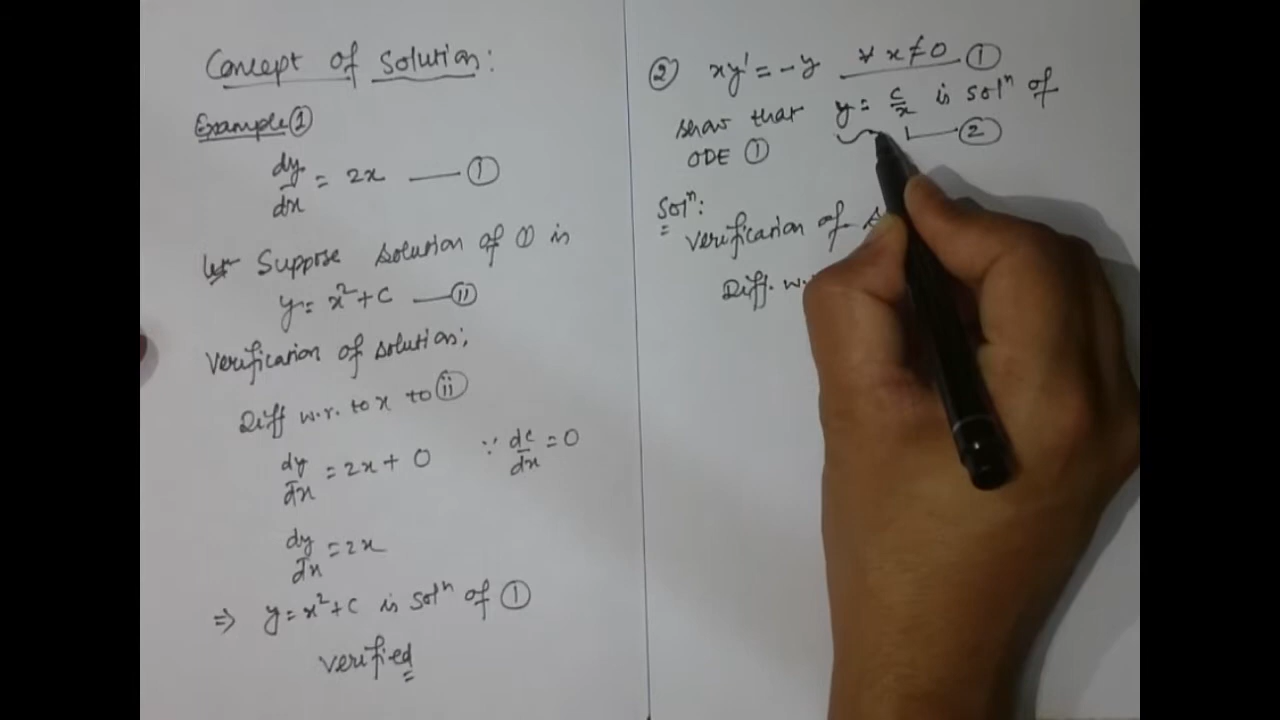 Concept of Solution:
Example ①
dy/dx = 2x —— ①
Suppose solution of ① is
y = x² + c —— ⓘⓘ
Verification of solution;
Diff w.r. to x to ⓘⓘ
dy/dx = 2x + 0 ∵ dc/dx = 0
dy/dx = 2x
⇒ y = x² + c is solⁿ of ①
verified
② xy' = -y ∀ x ≠ 0 ①
show that y = c/x is solⁿ of
ODE ① —— ②
Solⁿ:
Verification of
Diff. w.